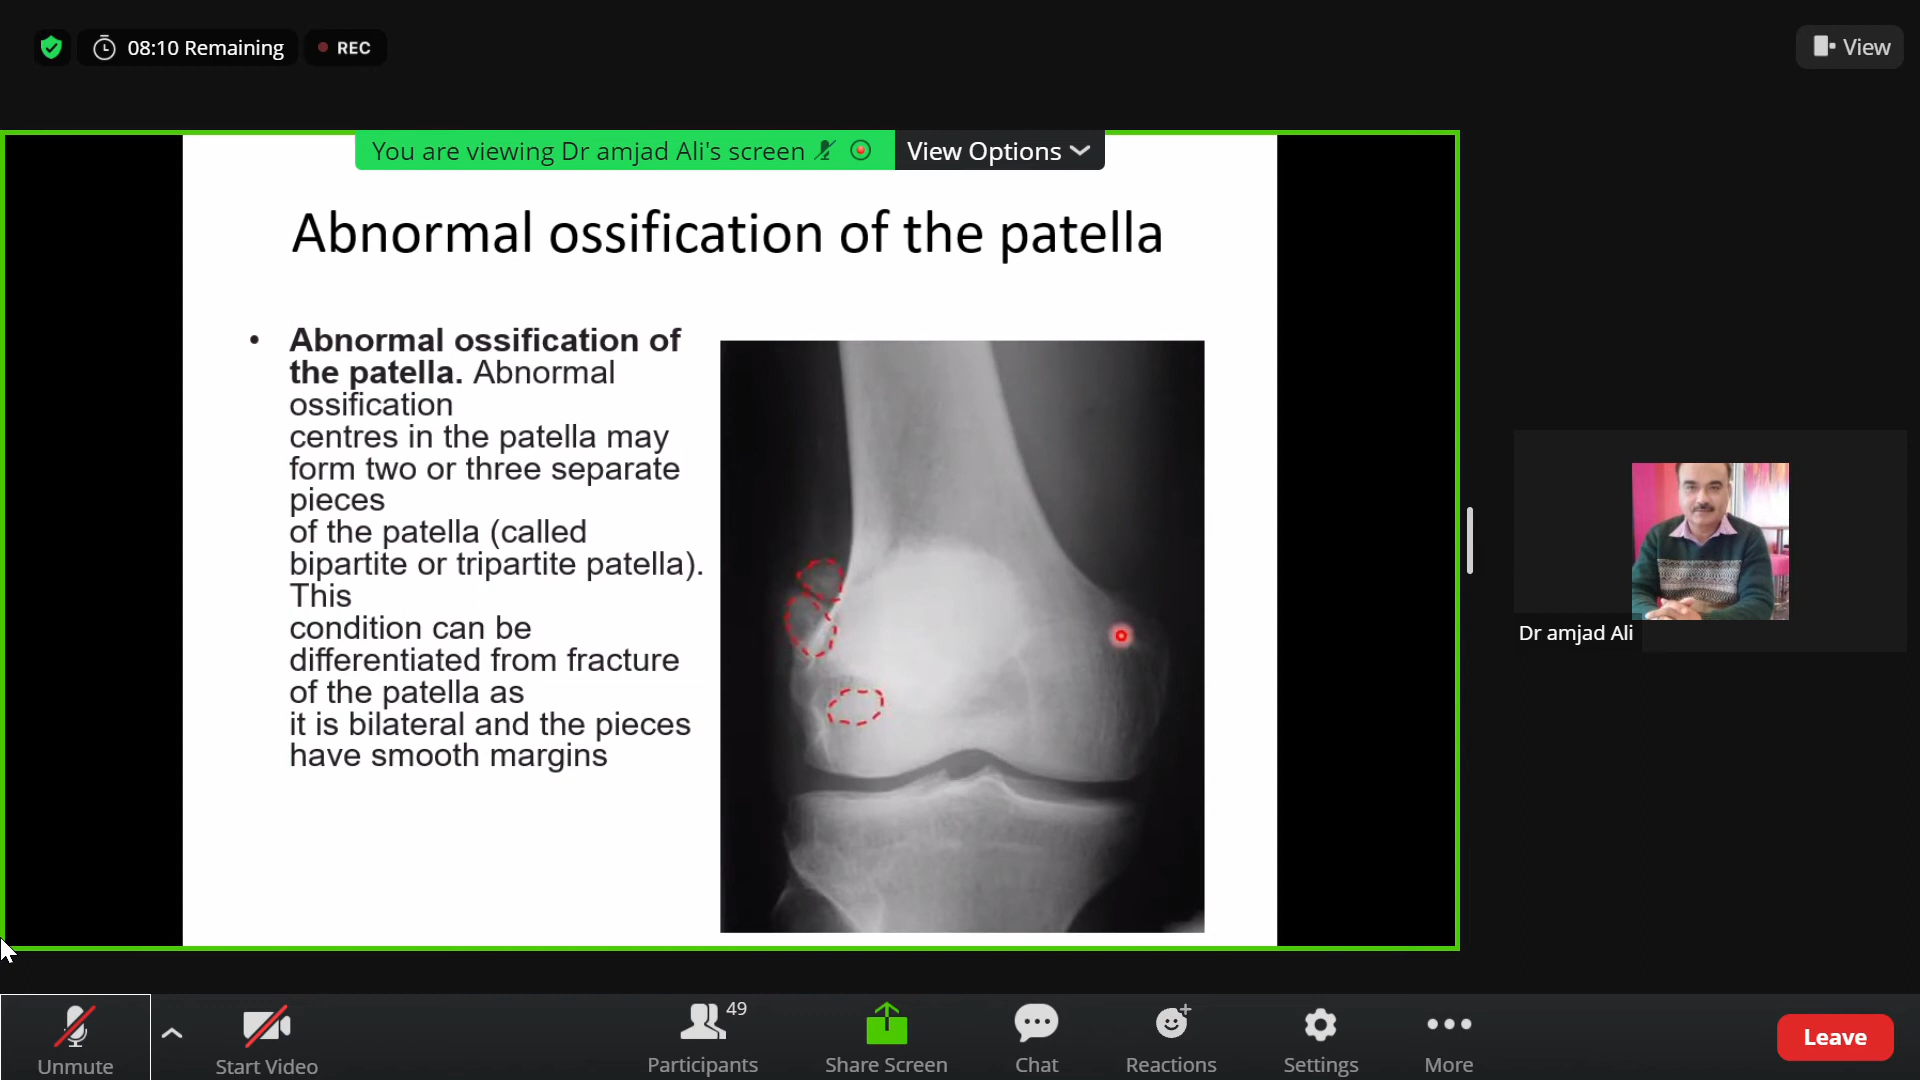 08:10 Remaining
REC
View
You are viewing Dr amjad Ali's screen
View Options
Abnormal ossification of the patella
• Abnormal ossification of
the patella. Abnormal
ossification
centres in the patella may
form two or three separate
pieces
of the patella (called
bipartite or tripartite patella).
This
condition can be
differentiated from fracture
of the patella as
it is bilateral and the pieces
have smooth margins
Dr amjad Ali
Unmute
Start Video
49
Participants
Share Screen
Chat
Reactions
Settings
More
Leave